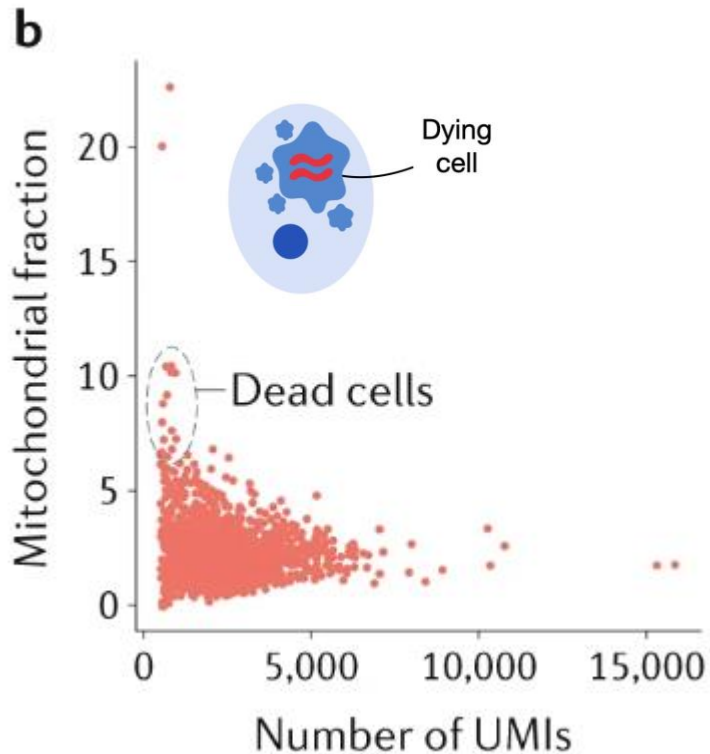 b
Mitochondrial fraction
20
15
10
5
0
Dying
cell
Dead cells
0
5,000
10,000
15,000
Number of UMIs